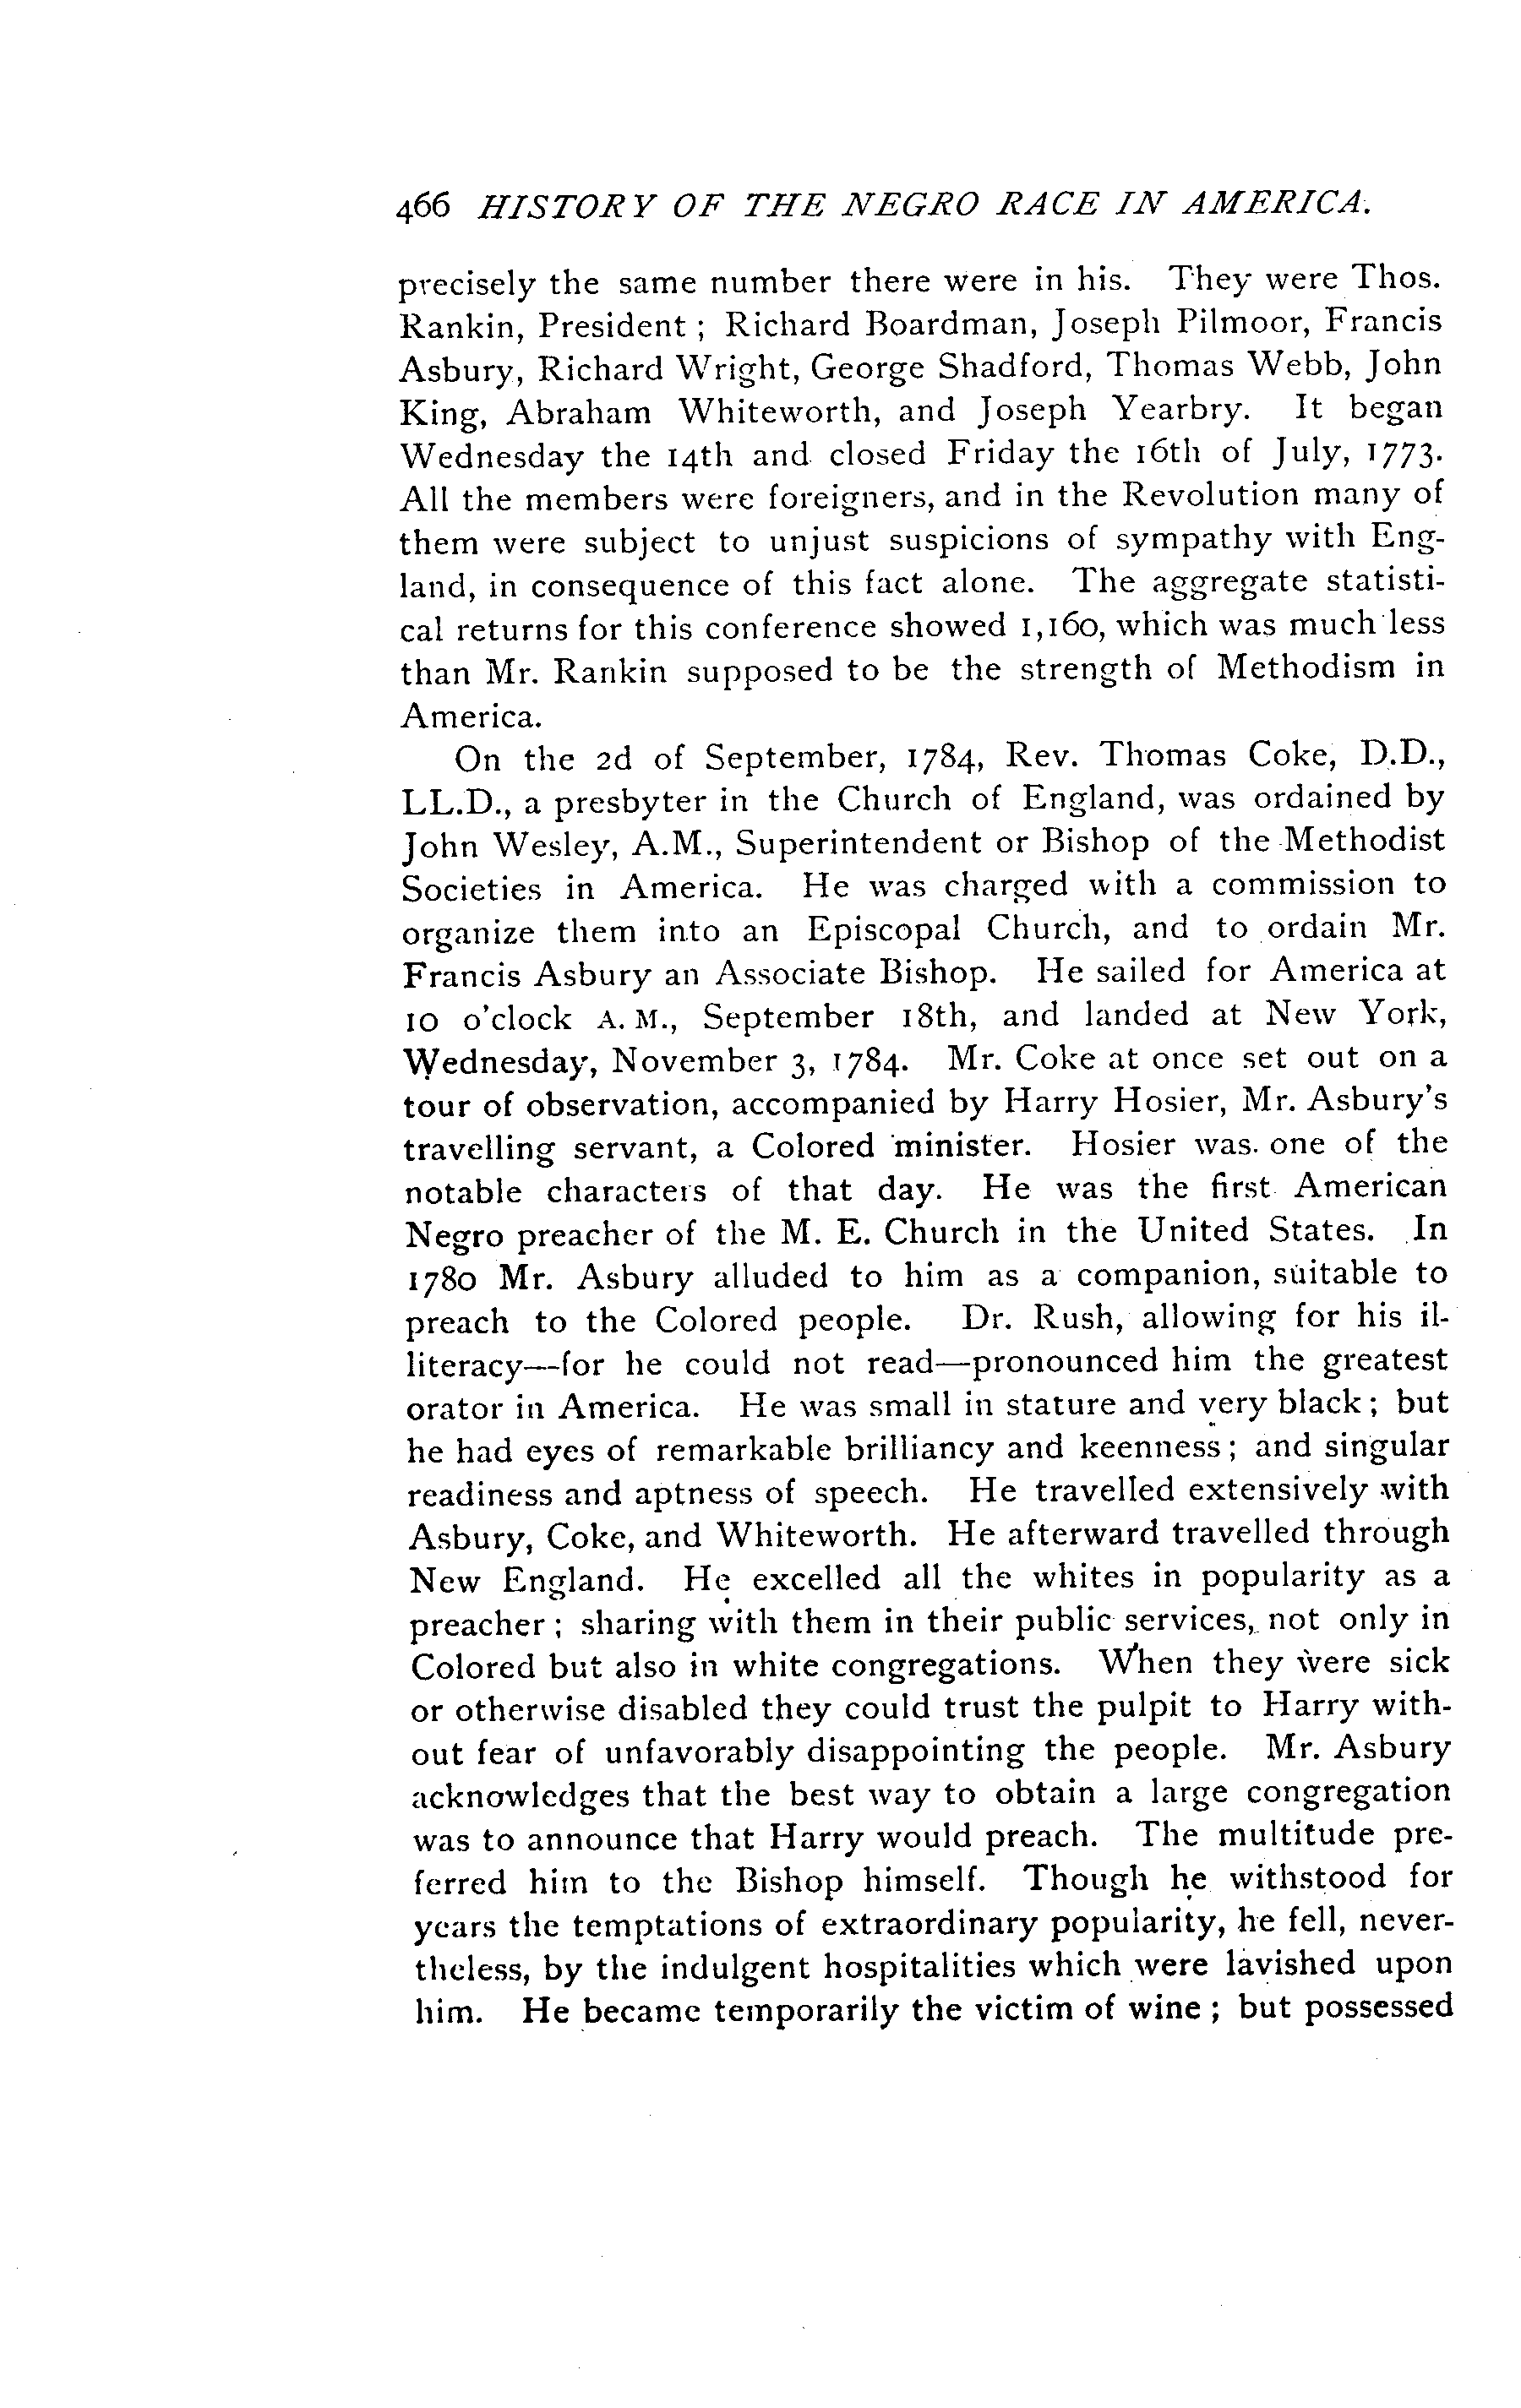 466 HISTORY OF THE NEGRO RACE IN AMERICA.
precisely the same number there were in his. They were Thos.
Rankin, President ; Richard Boardman, Joseph Pilmoor, Francis
Asbury, Richard Wright, George Shadford, Thomas Webb, John
King, Abraham Whiteworth, and Joseph Yearbry. It began
Wednesday the 14th and closed Friday the 16th of July, 1773.
All the members were foreigners, and in the Revolution many of
them were subject to unjust suspicions of sympathy with Eng-
land, in consequence of this fact alone. The aggregate statisti-
cal returns for this conference showed 1,160, which was much less
than Mr. Rankin supposed to be the strength of Methodism in
America.
On the 2d of September, 1784, Rev. Thomas Coke, D.D.,
LL.D., a presbyter in the Church of England, was ordained by
John Wesley, A.M., Superintendent or Bishop of the Methodist
Societies in America. He was charged with a commission to
organize them into an Episcopal Church, and to ordain Mr.
Francis Asbury an Associate Bishop. He sailed for America at
10 o'clock A. M., September 18th, and landed at New York,
Wednesday, November 3, 1784. Mr. Coke at once set out on a
tour of observation, accompanied by Harry Hosier, Mr. Asbury's
travelling servant, a Colored minister. Hosier was one of the
notable characters of that day. He was the first American
Negro preacher of the M. E. Church in the United States. In
1780 Mr. Asbury alluded to him as a companion, suitable to
preach to the Colored people. Dr. Rush, allowing for his il-
literacy—for he could not read—pronounced him the greatest
orator in America. He was small in stature and very black ; but
he had eyes of remarkable brilliancy and keenness ; and singular
readiness and aptness of speech. He travelled extensively with
Asbury, Coke, and Whiteworth. He afterward travelled through
New England. He excelled all the whites in popularity as a
preacher ; sharing with them in their public services, not only in
Colored but also in white congregations. When they were sick
or otherwise disabled they could trust the pulpit to Harry with-
out fear of unfavorably disappointing the people. Mr. Asbury
acknowledges that the best way to obtain a large congregation
was to announce that Harry would preach. The multitude pre-
ferred him to the Bishop himself. Though he withstood for
years the temptations of extraordinary popularity, he fell, never-
theless, by the indulgent hospitalities which were lavished upon
him. He became temporarily the victim of wine ; but possessed